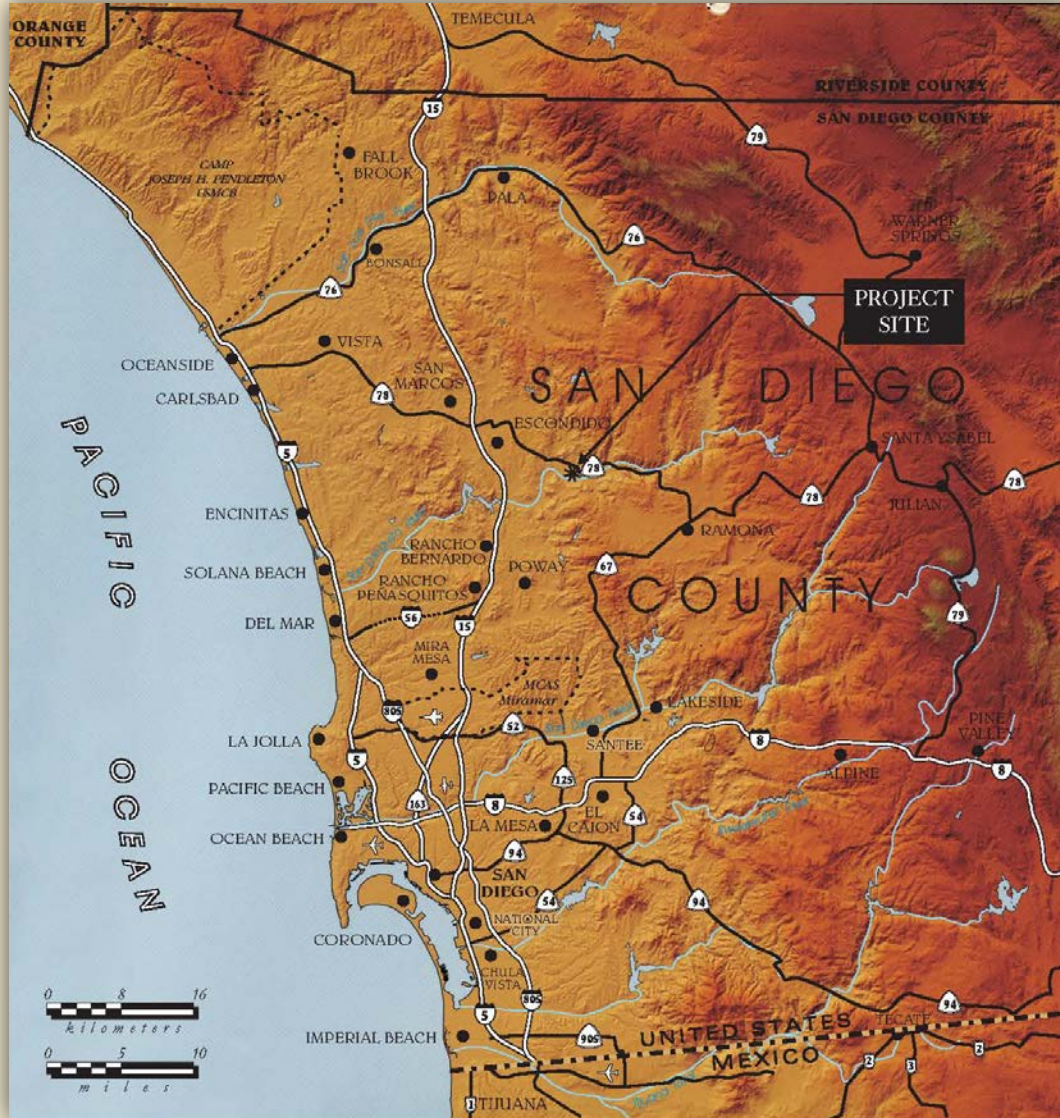 ORANGE
COUNTY
TEMECULA
RIVERSIDE COUNTY
SAN DIEGO COUNTY
15
79
CAMP
JOSEPH H. PENDLETON
USMCB
FALL-
BROOK
PALA
76
WARNER
SPRINGS
BONSALL
76
PROJECT
SITE
VISTA
OCEANSIDE
SAN
MARCOS
CARLSBAD
78
SAN DIEGO
ESCONDIDO
PACIFIC
5
78
SANTA YSABEL
78
78
JULIAN
ENCINITAS
RAMONA
RANCHO
BERNARDO
SOLANA BEACH
POWAY
67
RANCHO
PEÑASQUITOS
COUNTY
56
15
79
DEL MAR
MIRA
MESA
MCAS
Miramar
805
LAKESIDE
52
San Diego River
SANTEE
8
PINE
VALLEY
LA JOLLA
5
ALPINE
8
OCEAN
PACIFIC BEACH
125
163
8
EL
CAJON
54
OCEAN BEACH
LA MESA
94
SAN
DIEGO
54
94
CORONADO
NATIONAL
CITY
CHULA
VISTA
0 8 16
kilometers
805
5
94
IMPERIAL BEACH
905
UNITED STATES
MEXICO
TECATE
0 5 10
miles
2
3
2
1
TIJUANA